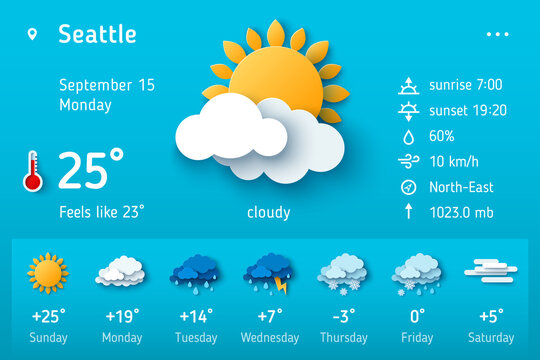 Seattle
September 15
Monday
25°
Feels like 23°
cloudy
sunrise 7:00
sunset 19:20
60%
10 km/h
North-East
1023.0 mb
+25° +19° +14° +7° -3° 0° +5°
Sunday Monday Tuesday Wednesday Thursday Friday Saturday